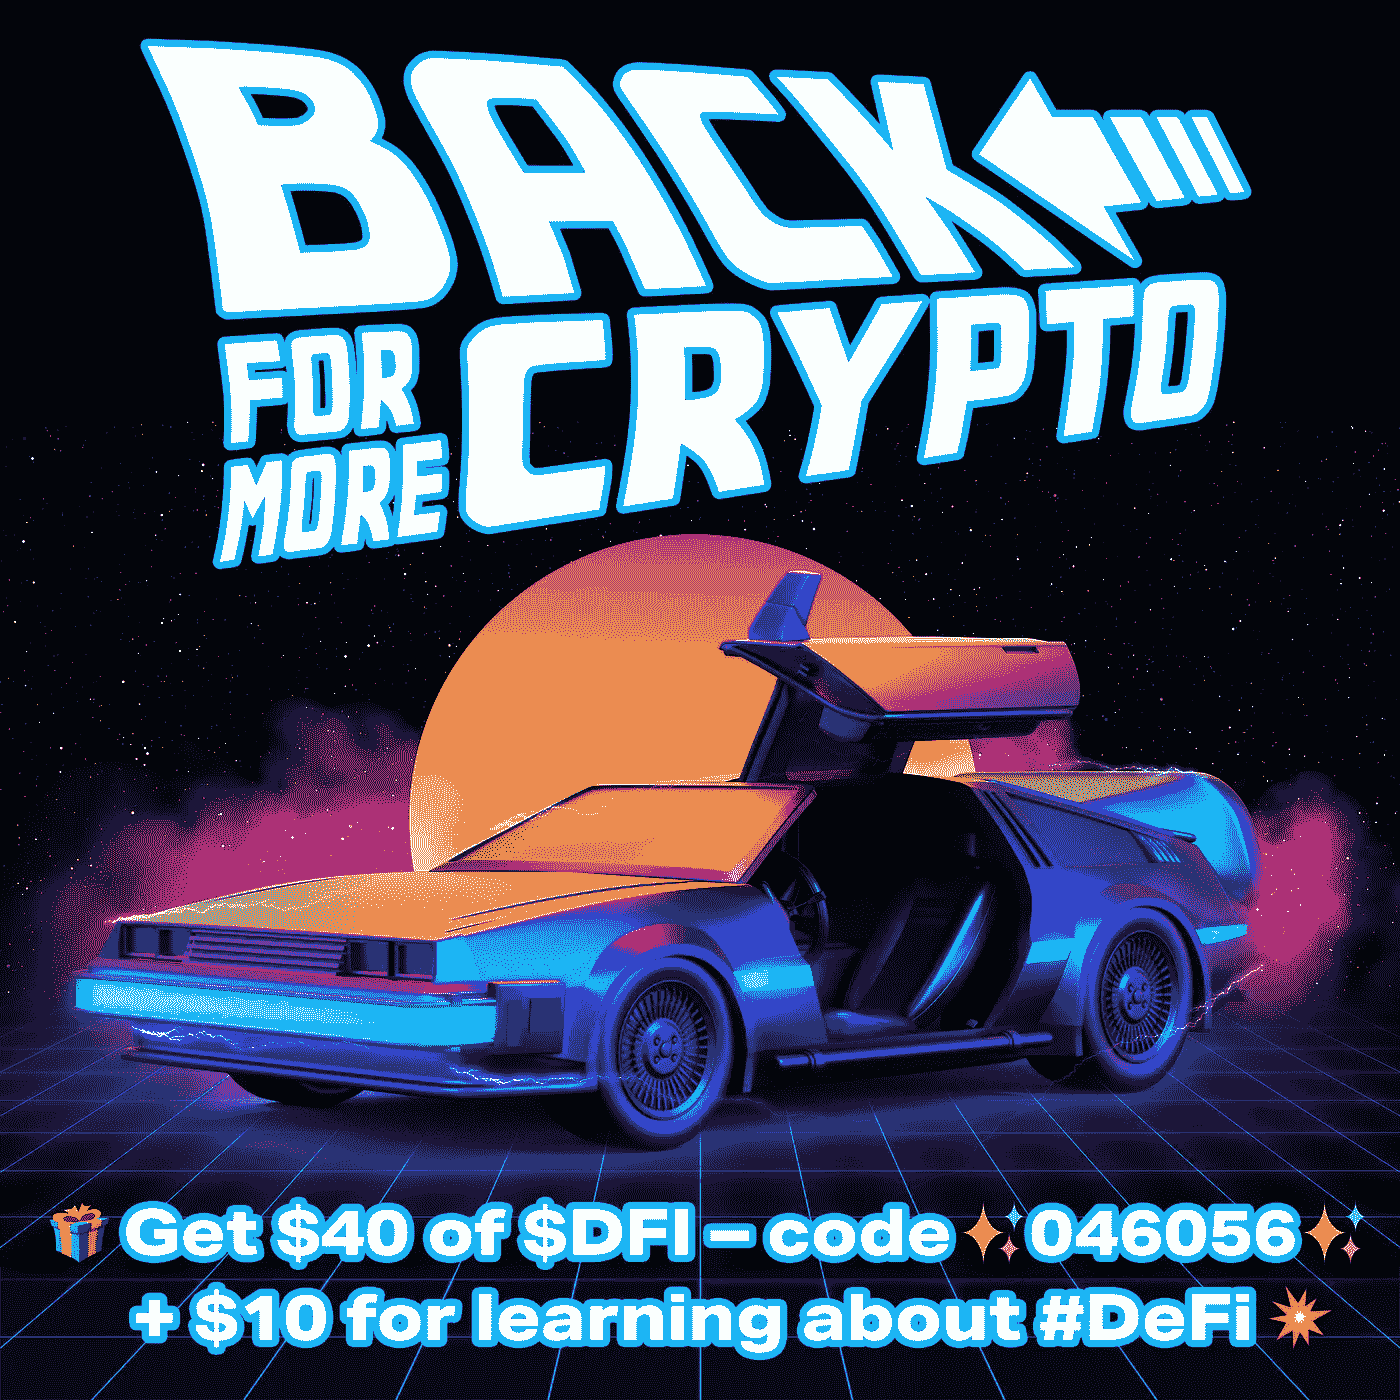 BACK
FOR
MORE CRYPTO
🎁 Get $40 of $DFI – code ✨046056✨
+ $10 for learning about #DeFi 💥